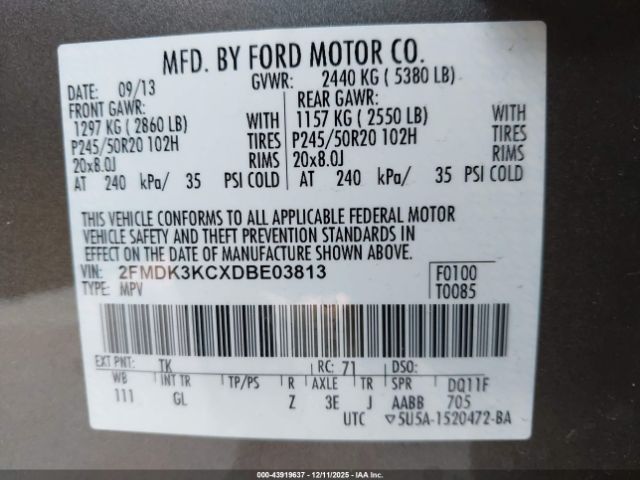 MFD. BY FORD MOTOR CO.
DATE: 09/13 GVWR: 2440 KG ( 5380 LB)
FRONT GAWR: REAR GAWR:
1297 KG ( 2860 LB) WITH 1157 KG ( 2550 LB) WITH
P245/50R20 102H TIRES P245/50R20 102H TIRES
20x8.0J RIMS 20x8.0J RIMS
AT 240 kPa/ 35 PSI COLD AT 240 kPa/ 35 PSI COLD
THIS VEHICLE CONFORMS TO ALL APPLICABLE FEDERAL MOTOR
VEHICLE SAFETY AND THEFT PREVENTION STANDARDS IN
EFFECT ON THE DATE OF MANUFACTURE SHOWN ABOVE.
VIN: 2FMDK3KCXDBE03813 F0100
TYPE: MPV T0085
EXT PNT: TK RC: 71 DSO:
WB INT TR TP/PS R AXLE TR SPR DQ11F
111 GL Z 3E J AABB 705
UTC ▽5U5A-1520472-BA
000-43919637 - 12/11/2025 - IAA, Inc.